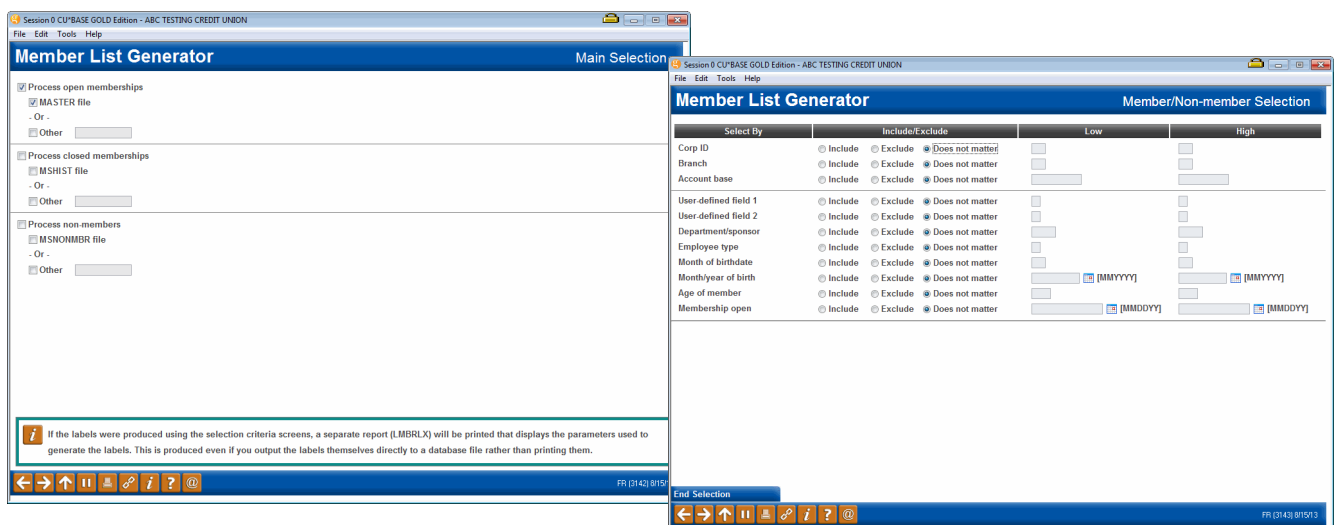 Session 0 CU*BASE GOLD Edition - ABC TESTING CREDIT UNION
File Edit Tools Help
Member List Generator Main Selection
Process open memberships
MASTER file
- Or -
Other
Process closed memberships
MSHIST file
- Or -
Other
Process non-members
MSNONMBR file
- Or -
Other
i If the labels were produced using the selection criteria screens, a separate report (LMBRLX) will be printed that displays the parameters used to
generate the labels. This is produced even if you output the labels themselves directly to a database file rather than printing them.
i ? @ FR (3142) 8/15/1
Session 0 CU*BASE GOLD Edition - ABC TESTING CREDIT UNION
File Edit Tools Help
Member List Generator Member/Non-member Selection
Select By Include/Exclude Low High
Corp ID Include Exclude Does not matter
Branch Include Exclude Does not matter
Account base Include Exclude Does not matter
User-defined field 1 Include Exclude Does not matter
User-defined field 2 Include Exclude Does not matter
Department/sponsor Include Exclude Does not matter
Employee type Include Exclude Does not matter
Month of birthdate Include Exclude Does not matter
Month/year of birth Include Exclude Does not matter [MMYYYY] [MMYYYY]
Age of member Include Exclude Does not matter
Membership open Include Exclude Does not matter [MMDDYY] [MMDDYY]
End Selection
i ? @ FR (3143) 8/15/13